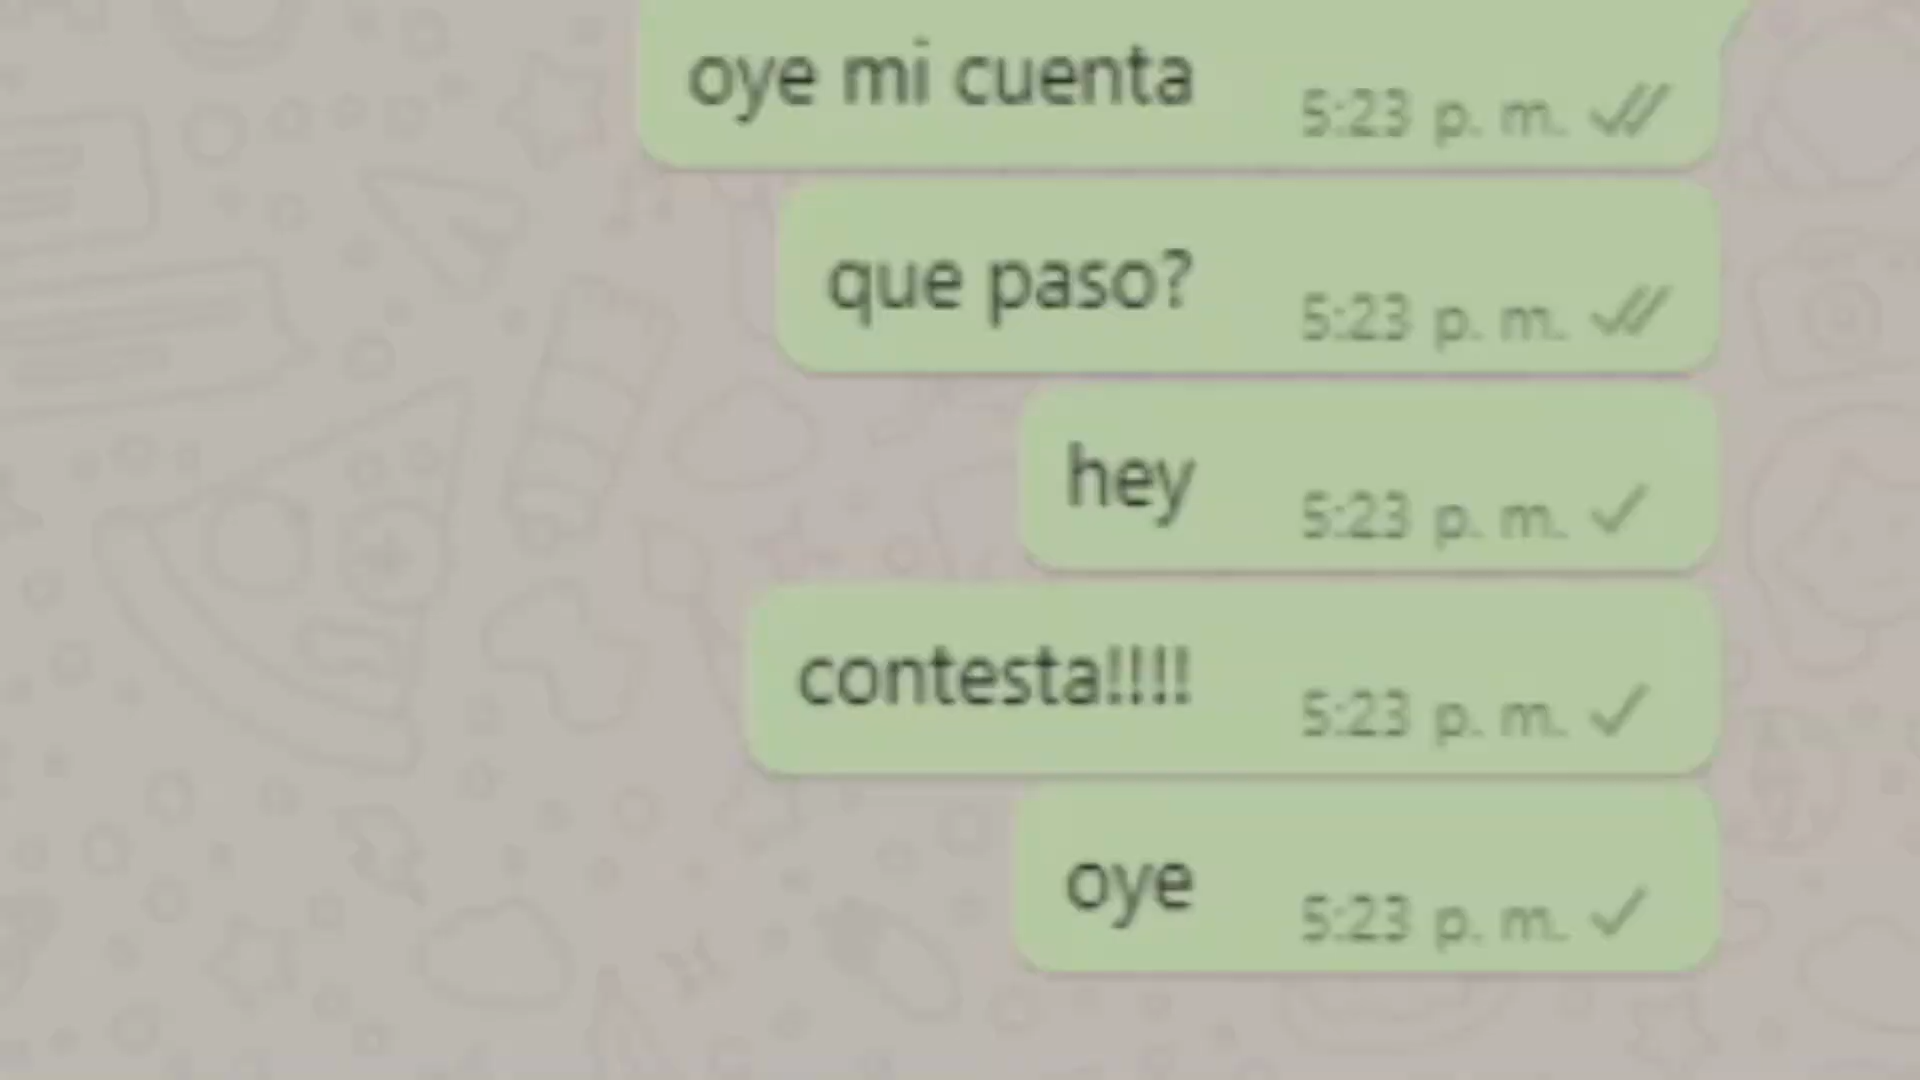 oye mi cuenta 5:23 p. m.
que paso? 5:23 p. m.
hey 5:23 p. m.
contesta!!!! 5:23 p. m.
oye 5:23 p. m.